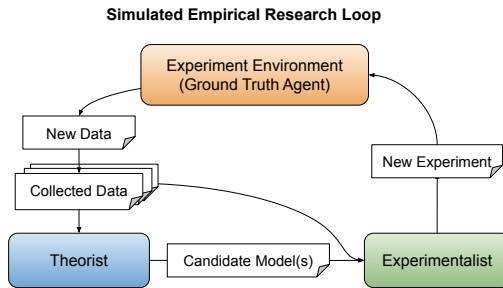 Simulated Empirical Research Loop
Experiment Environment
(Ground Truth Agent)
New Data
New Experiment
Collected Data
Theorist
Candidate Model(s)
Experimentalist